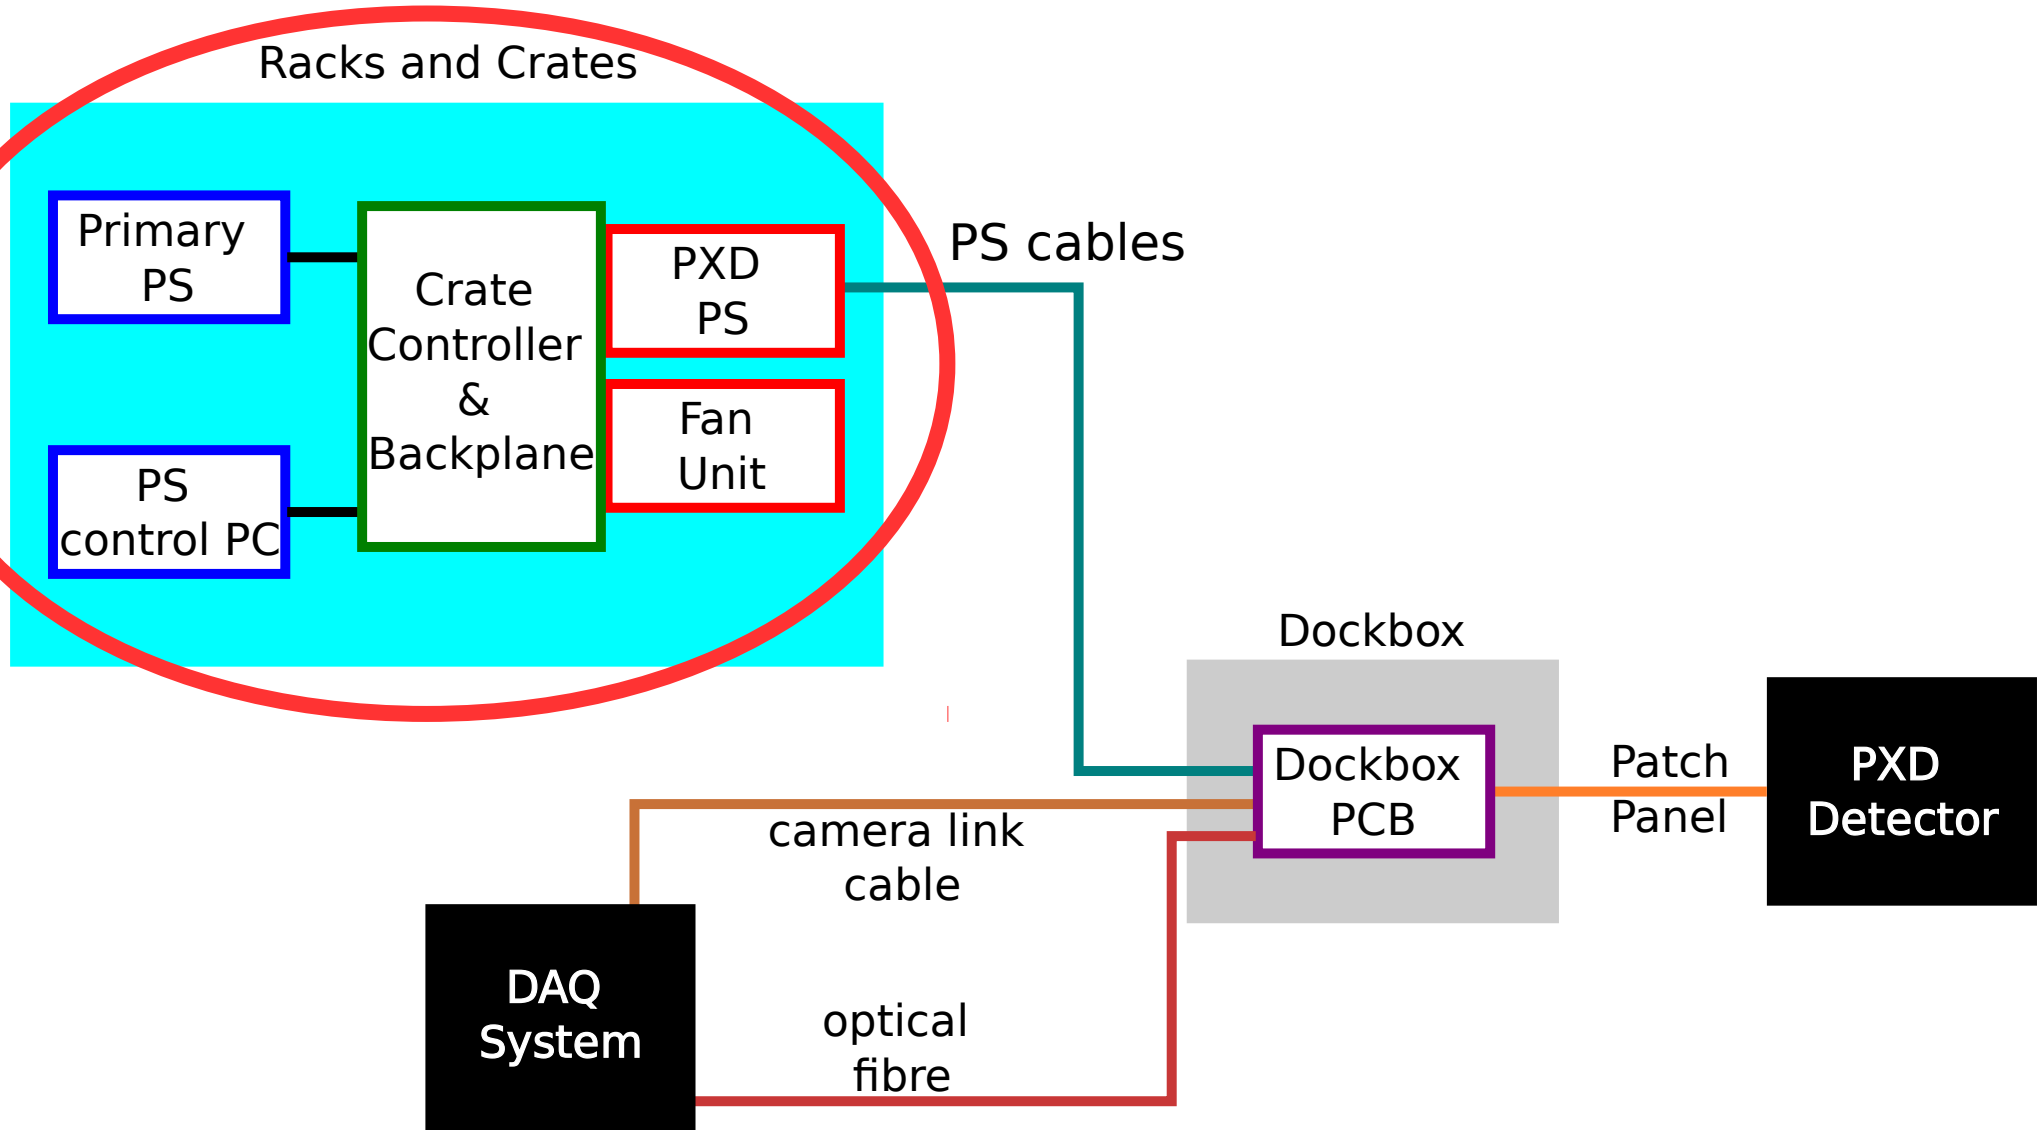 Racks and Crates
Primary
PS
PS
control PC
Crate
Controller
&
Backplane
PXD
PS
Fan
Unit
PS cables
Dockbox
Dockbox
PCB
Patch
Panel
PXD
Detector
camera link
cable
DAQ
System
optical
fibre